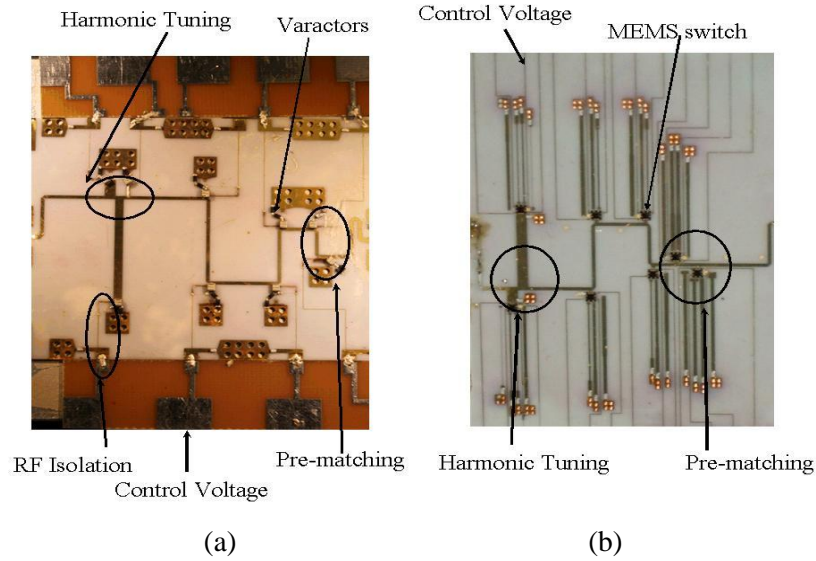 Harmonic Tuning
Varactors
RF Isolation
Control Voltage
Pre-matching
(a)
Control Voltage
MEMS switch
Harmonic Tuning
Pre-matching
(b)